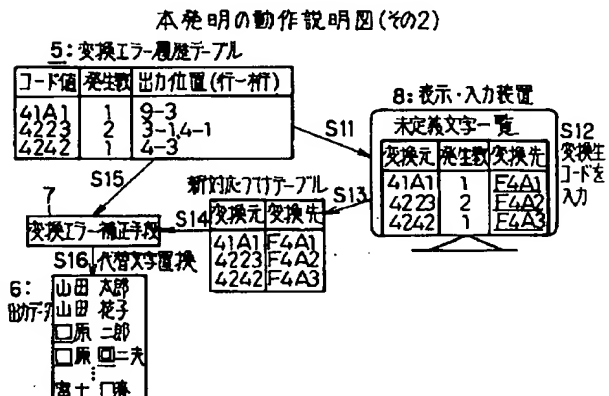 本発明の動作説明図(その2)
5:変換エラー履歴テーブル
コード値 発生数 出力位置(行ー桁)
41A1 1 9-3
4223 2 3-1,4-1
4242 1 4-3
8:表示・入力装置
未定義文字一覧
変換元 発生数 変換先
41A1 1 F4A1
4223 2 F4A2
4242 1 F4A3
S11
S12
変換先
コードを
入力
S13
新対応づけテーブル
変換元 変換先
41A1 F4A1
4223 F4A2
4242 F4A3
S14
S15
7
変換エラー補正手段
S16 代替文字置換
6:
出力データ
山田 太郎
山田 花子
□原 二郎
□原 回二夫
富士